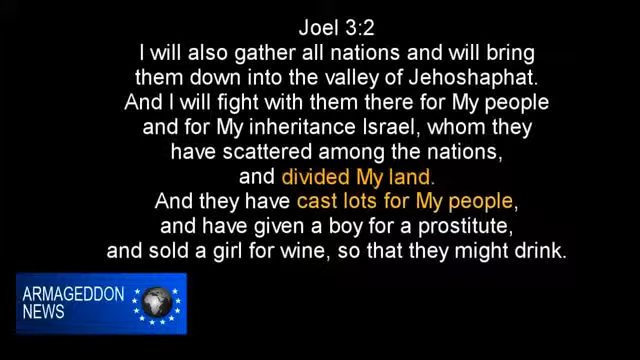 Joel 3:2
I will also gather all nations and will bring
them down into the valley of Jehoshaphat.
And I will fight with them there for My people
and for My inheritance Israel, whom they
have scattered among the nations,
and divided My land.
And they have cast lots for My people,
and have given a boy for a prostitute,
and sold a girl for wine, so that they might drink.
ARMAGEDDON
NEWS